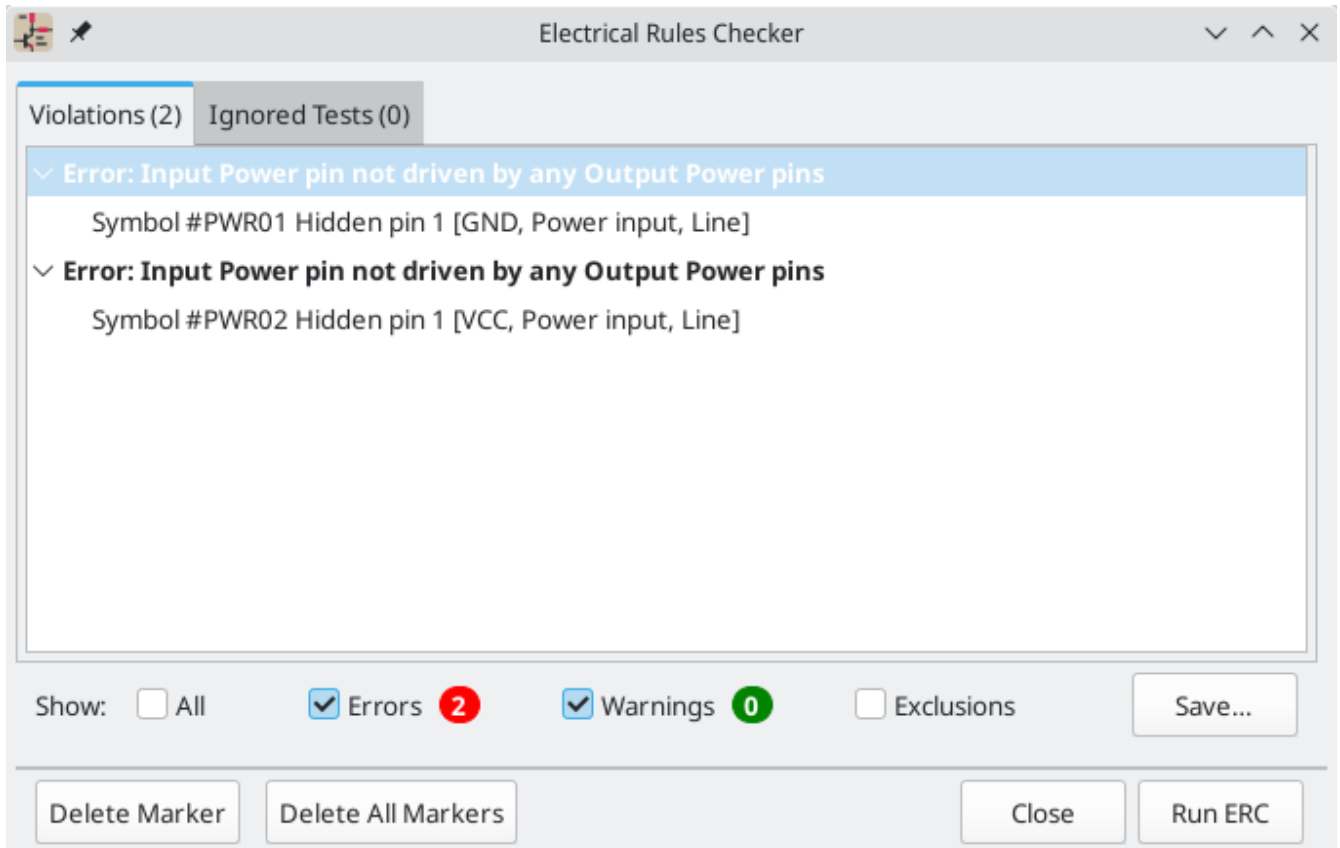 Electrical Rules Checker
Violations (2) Ignored Tests (0)
Error: Input Power pin not driven by any Output Power pins
Symbol #PWR01 Hidden pin 1 [GND, Power input, Line]
Error: Input Power pin not driven by any Output Power pins
Symbol #PWR02 Hidden pin 1 [VCC, Power input, Line]
Show: All Errors 2 Warnings 0 Exclusions Save...
Delete Marker Delete All Markers Close Run ERC